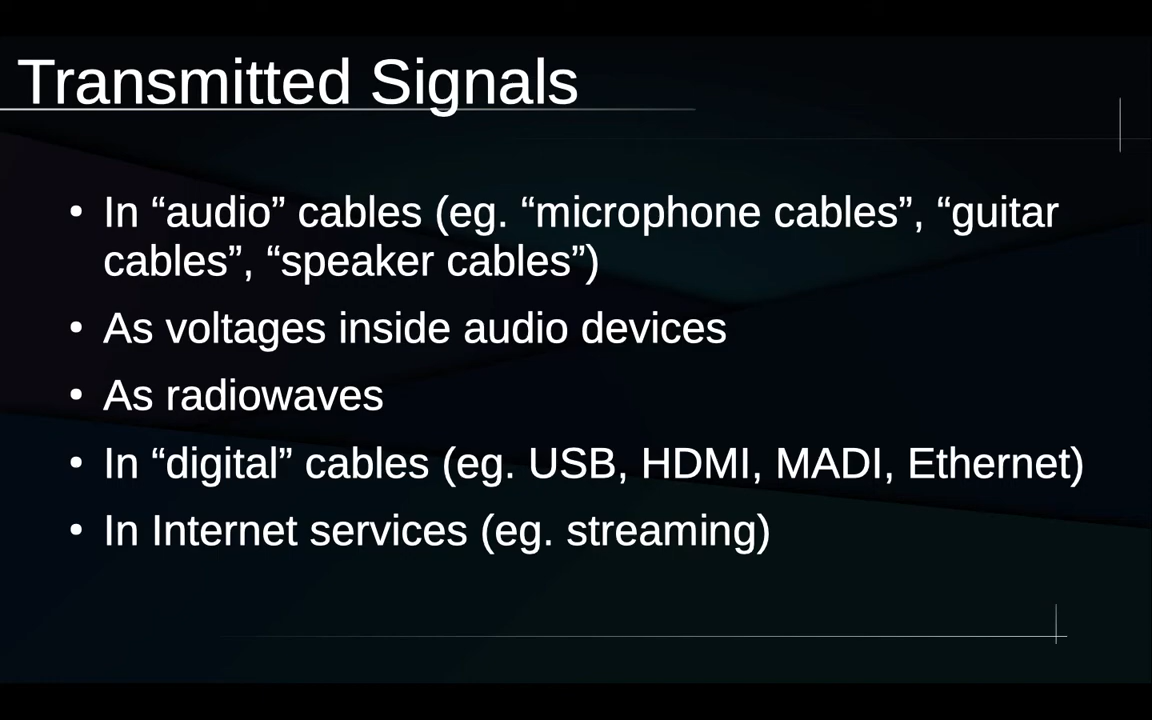 Transmitted Signals
• In “audio” cables (eg. “microphone cables”, “guitar
cables”, “speaker cables”)
• As voltages inside audio devices
• As radiowaves
• In “digital” cables (eg. USB, HDMI, MADI, Ethernet)
• In Internet services (eg. streaming)